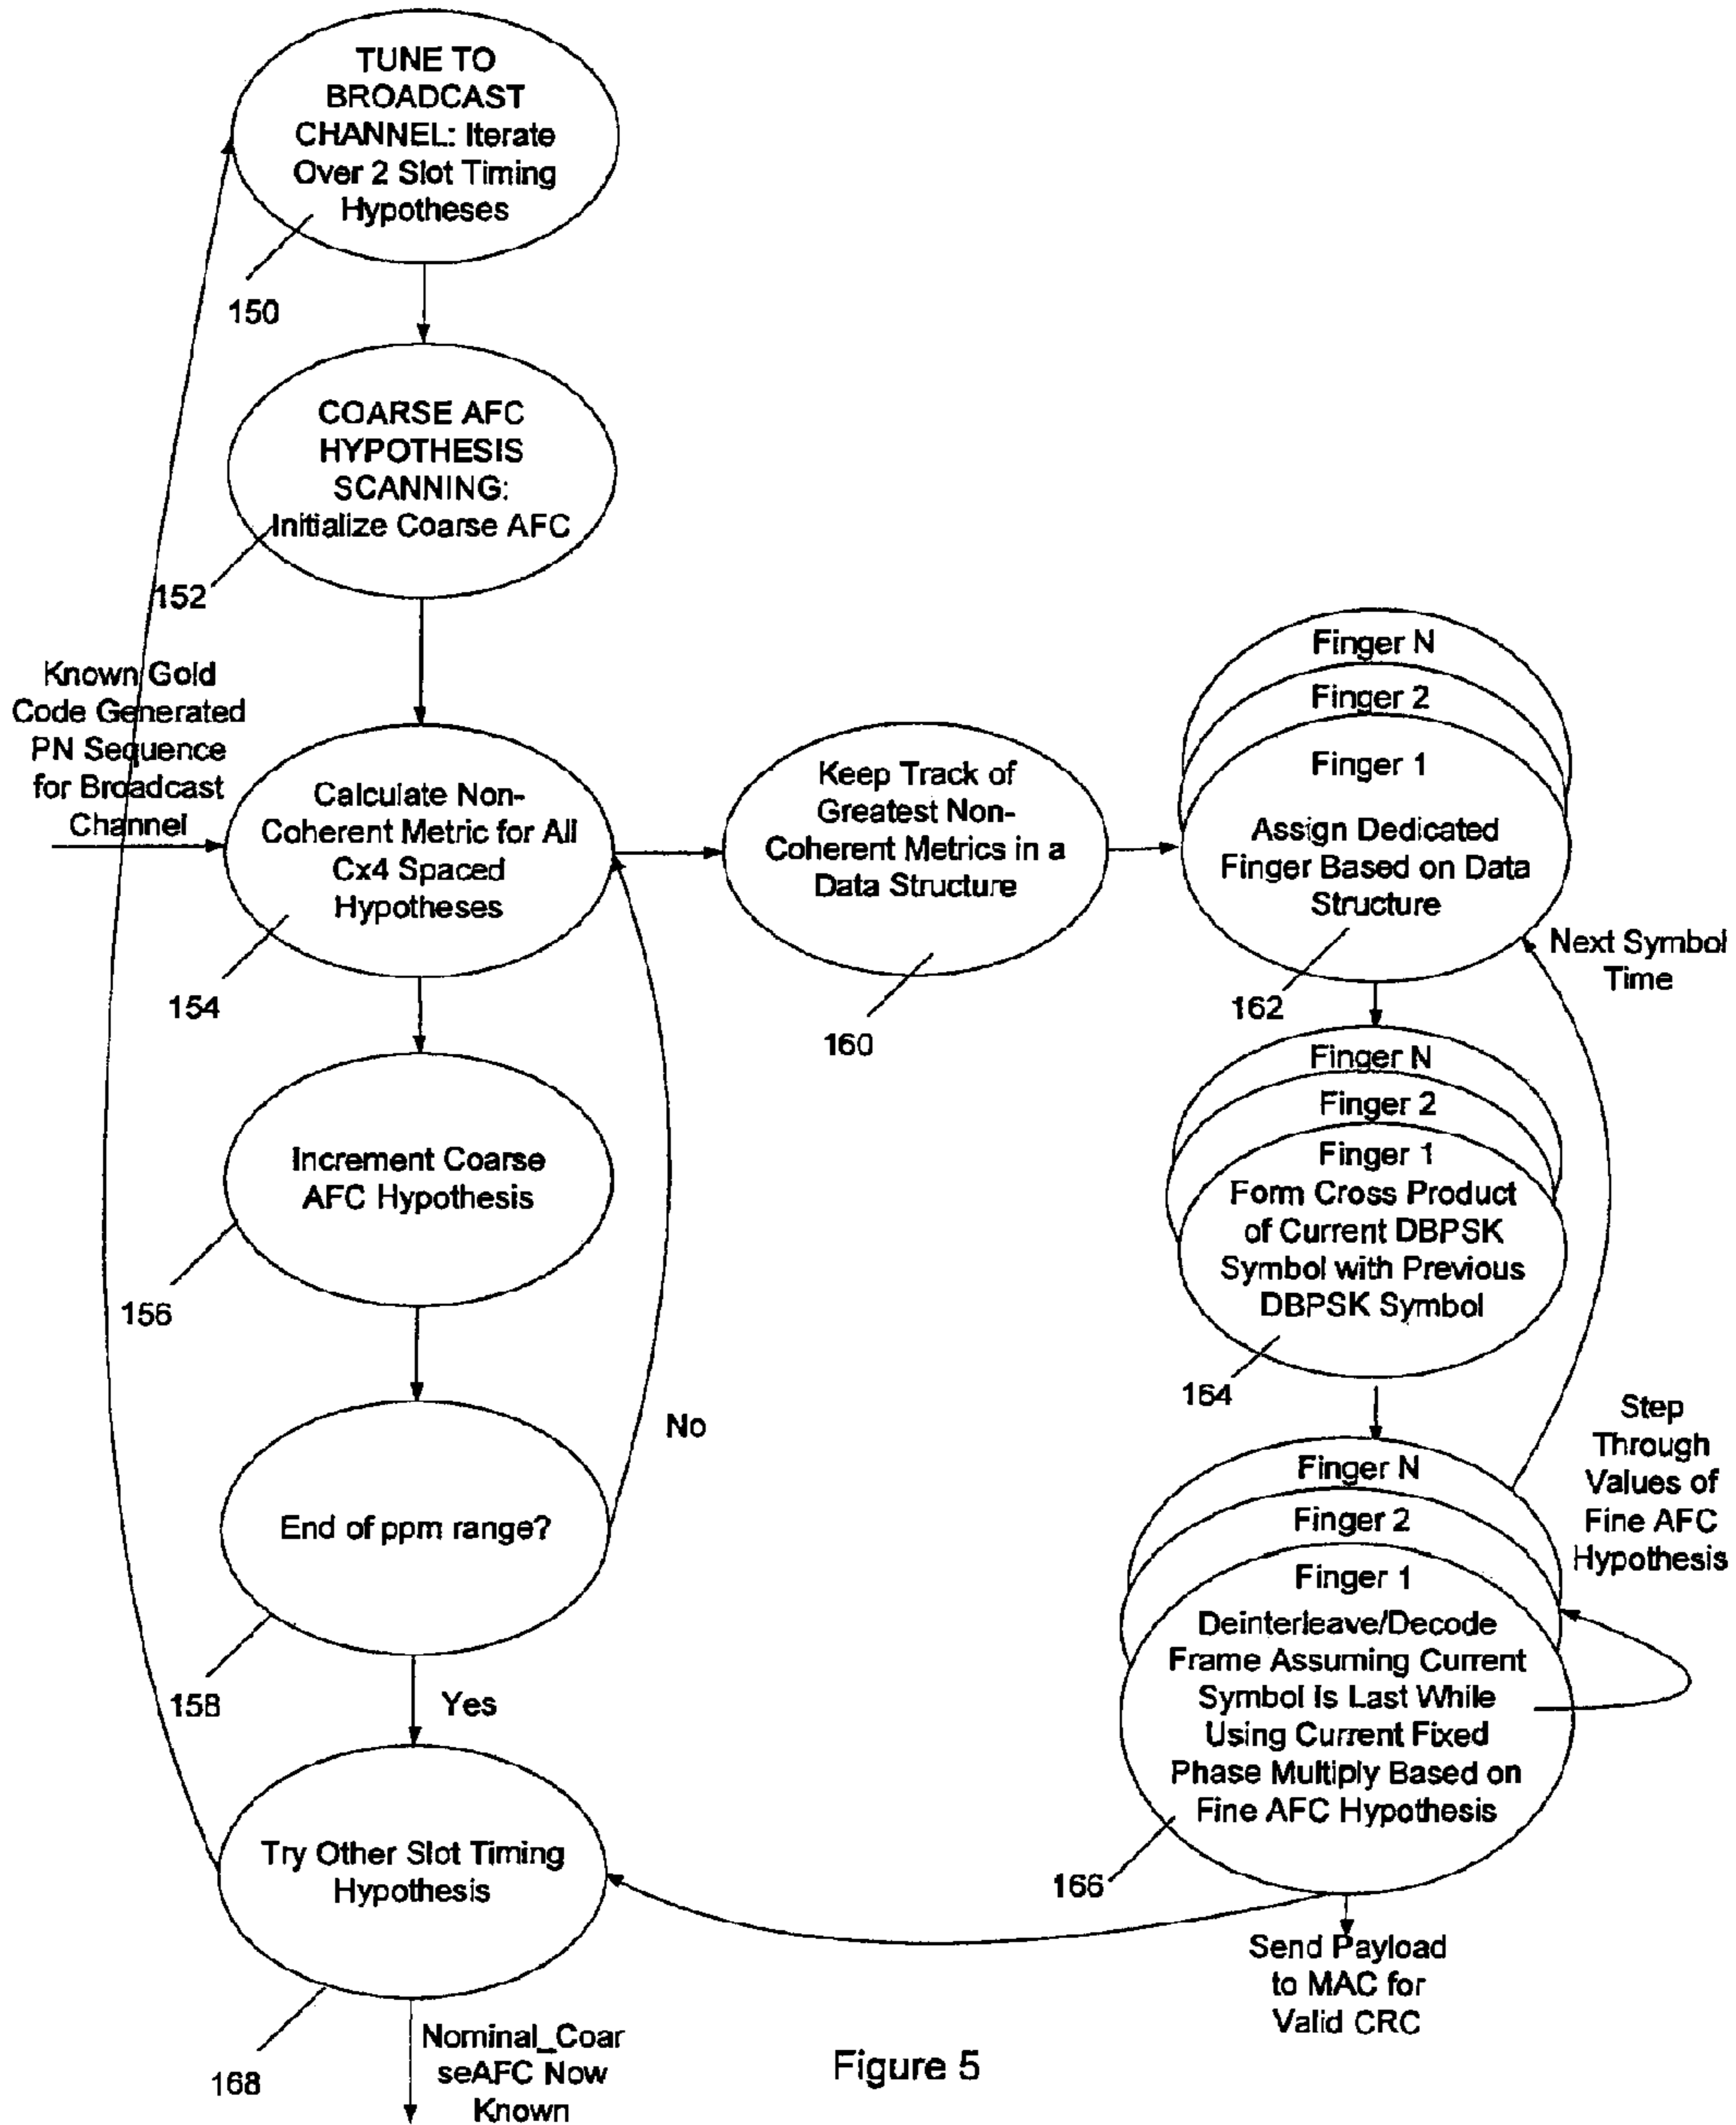 TUNE TO
BROADCAST
CHANNEL: Iterate
Over 2 Slot Timing
Hypotheses
150
COARSE AFC
HYPOTHESIS
SCANNING:
Initialize Coarse AFC
152
Known Gold
Code Generated
PN Sequence
for Broadcast
Channel
Calculate Non-
Coherent Metric for All
Cx4 Spaced
Hypotheses
154
Increment Coarse
AFC Hypothesis
156
End of ppm range?
No
158
Yes
Try Other Slot Timing
Hypothesis
168
Nominal_Coar
seAFC Now
Known
Keep Track of
Greatest Non-
Coherent Metrics in a
Data Structure
160
Finger N
Finger 2
Finger 1
Assign Dedicated
Finger Based on Data
Structure
162
Next Symbol
Time
Finger N
Finger 2
Finger 1
Form Cross Product
of Current DBPSK
Symbol with Previous
DBPSK Symbol
164
Step
Through
Values of
Fine AFC
Hypothesis
Finger N
Finger 2
Finger 1
Deinterleave/Decode
Frame Assuming Current
Symbol Is Last While
Using Current Fixed
Phase Multiply Based on
Fine AFC Hypothesis
166
Send Payload
to MAC for
Valid CRC
Figure 5